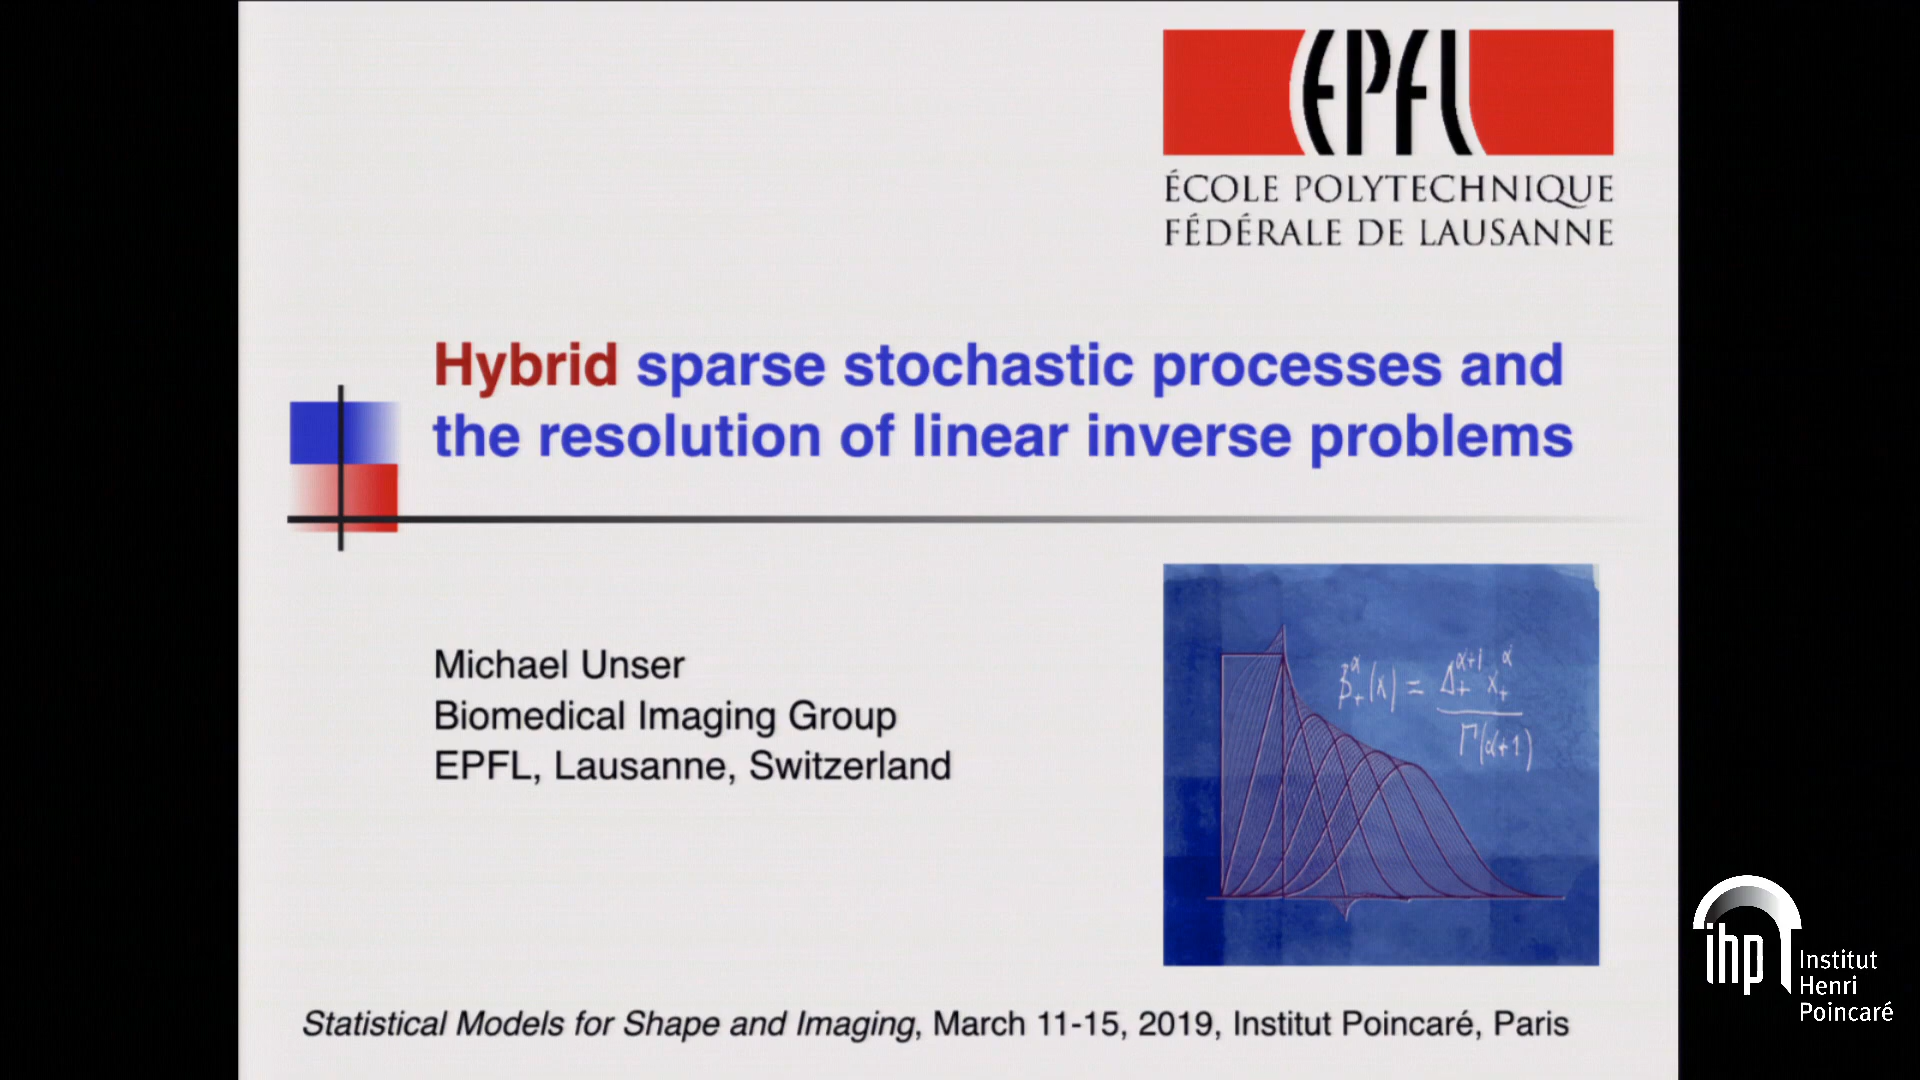 EPFL
ÉCOLE POLYTECHNIQUE
FÉDÉRALE DE LAUSANNE
Hybrid sparse stochastic processes and
the resolution of linear inverse problems
Michael Unser
Biomedical Imaging Group
EPFL, Lausanne, Switzerland
β₊^α(x) = Δ₊^{α+1} x₊^α
Γ(α+1)
Statistical Models for Shape and Imaging, March 11-15, 2019, Institut Poincaré, Paris
ihp
Institut
Henri
Poincaré